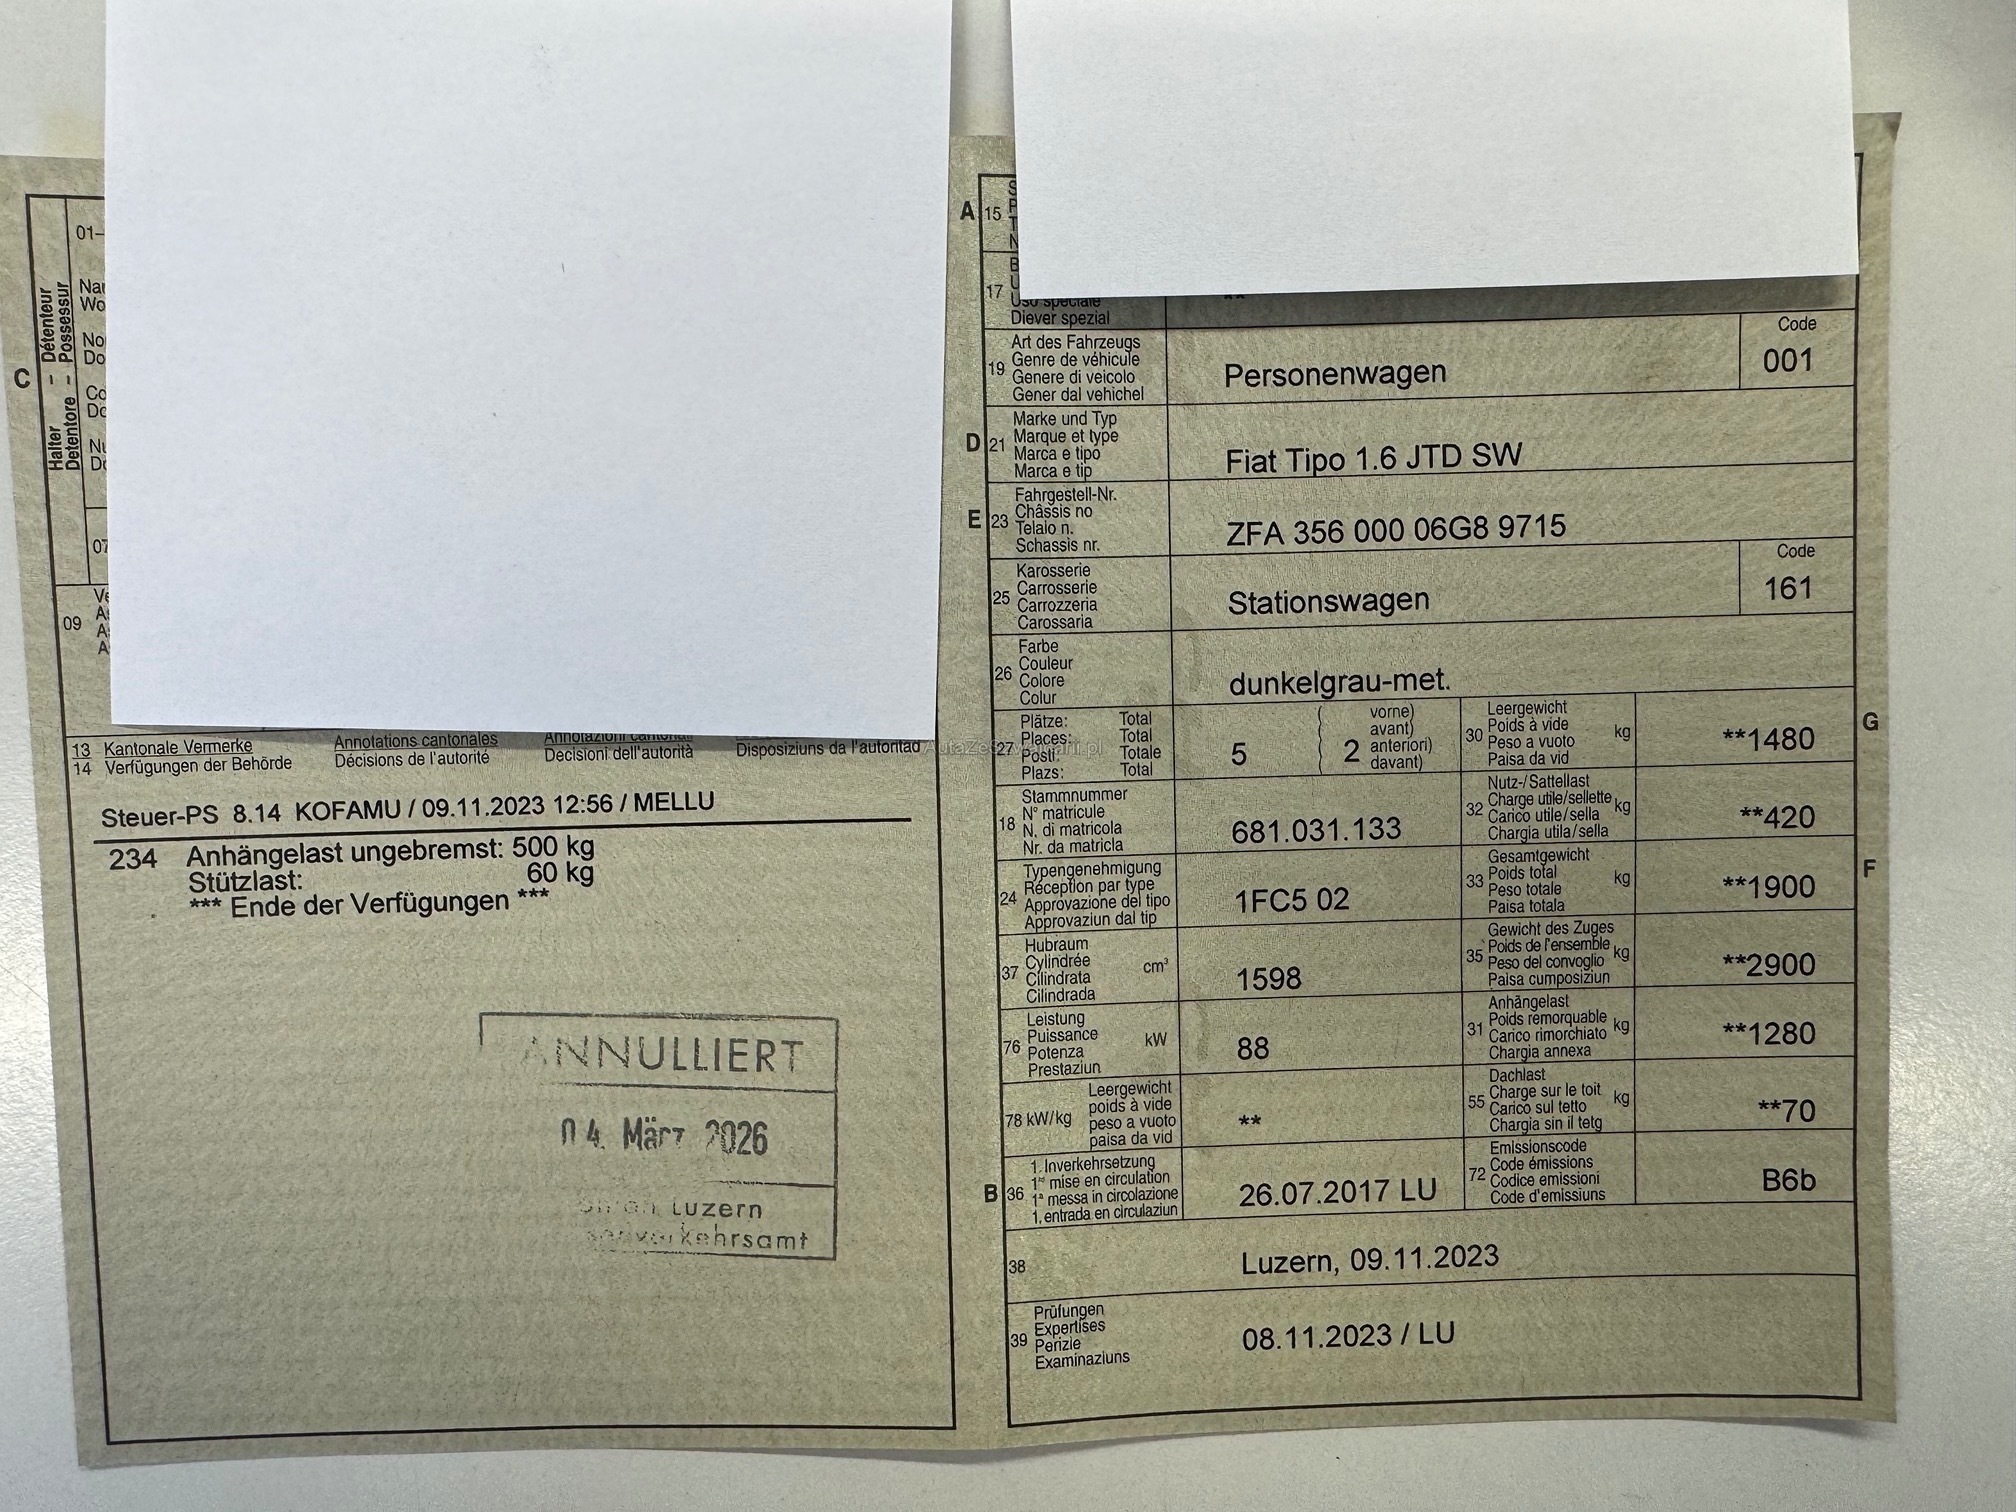 C
Halter – Détenteur
Detentore – Possessur
01–
09
13 Kantonale Vermerke Annotations cantonales Annotazioni cantonali
14 Verfügungen der Behörde Décisions de l'autorité Decisioni dell'autorità Disposiziuns da l'autoritad
AutaZeSzwajcarii.pl
Steuer-PS 8.14 KOFAMU / 09.11.2023 12:56 / MELLU
234 Anhängelast ungebremst: 500 kg
Stützlast: 60 kg
*** Ende der Verfügungen ***
ANNULLIERT
04. März 2026
Luzern
A 15
17
Uso speciale
Diever spezial
**
19 Art des Fahrzeugs
Genre de véhicule
Genere di veicolo
Gener dal vehichel
Personenwagen
Code
001
D 21 Marke und Typ
Marque et type
Marca e tipo
Marca e tip
Fiat Tipo 1.6 JTD SW
E 23 Fahrgestell-Nr.
Châssis no
Telaio n.
Schassis nr.
ZFA 356 000 06G8 9715
25 Karosserie
Carrosserie
Carrozzeria
Carossaria
Stationswagen
Code
161
26 Farbe
Couleur
Colore
Colur
dunkelgrau-met.
27 Plätze: Total
Places: Total
Posti: Totale
Plazs: Total
5
2
vorne)
avant)
anteriori)
davant)
30 Leergewicht
Poids à vide
Peso a vuoto
Paisa da vid
kg
**1480
G
18 Stammnummer
N° matricule
N. di matricola
Nr. da matricla
681.031.133
32 Nutz-/Sattellast
Charge utile/sellette
Carico utile/sella
Chargia utila/sella
kg
**420
24 Typengenehmigung
Réception par type
Approvazione del tipo
Approvaziun dal tip
1FC5 02
33 Gesamtgewicht
Poids total
Peso totale
Paisa totala
kg
**1900
F
37 Hubraum
Cylindrée
Cilindrata
Cilindrada
cm³
1598
35 Gewicht des Zuges
Poids de l'ensemble
Peso del convoglio
Paisa cumposiziun
kg
**2900
76 Leistung
Puissance
Potenza
Prestaziun
kW
88
31 Anhängelast
Poids remorquable
Carico rimorchiato
Chargia annexa
kg
**1280
78 kW/kg
Leergewicht
poids à vide
peso a vuoto
paisa da vid
**
55 Dachlast
Charge sur le toit
Carico sul tetto
Chargia sin il tetg
kg
**70
B 36 1. Inverkehrsetzung
1re mise en circulation
1a messa in circolazione
1. entrada en circulaziun
26.07.2017 LU
72 Emissionscode
Code émissions
Codice emissioni
Code d'emissiuns
B6b
38
Luzern, 09.11.2023
39 Prüfungen
Expertises
Perizie
Examinaziuns
08.11.2023 / LU